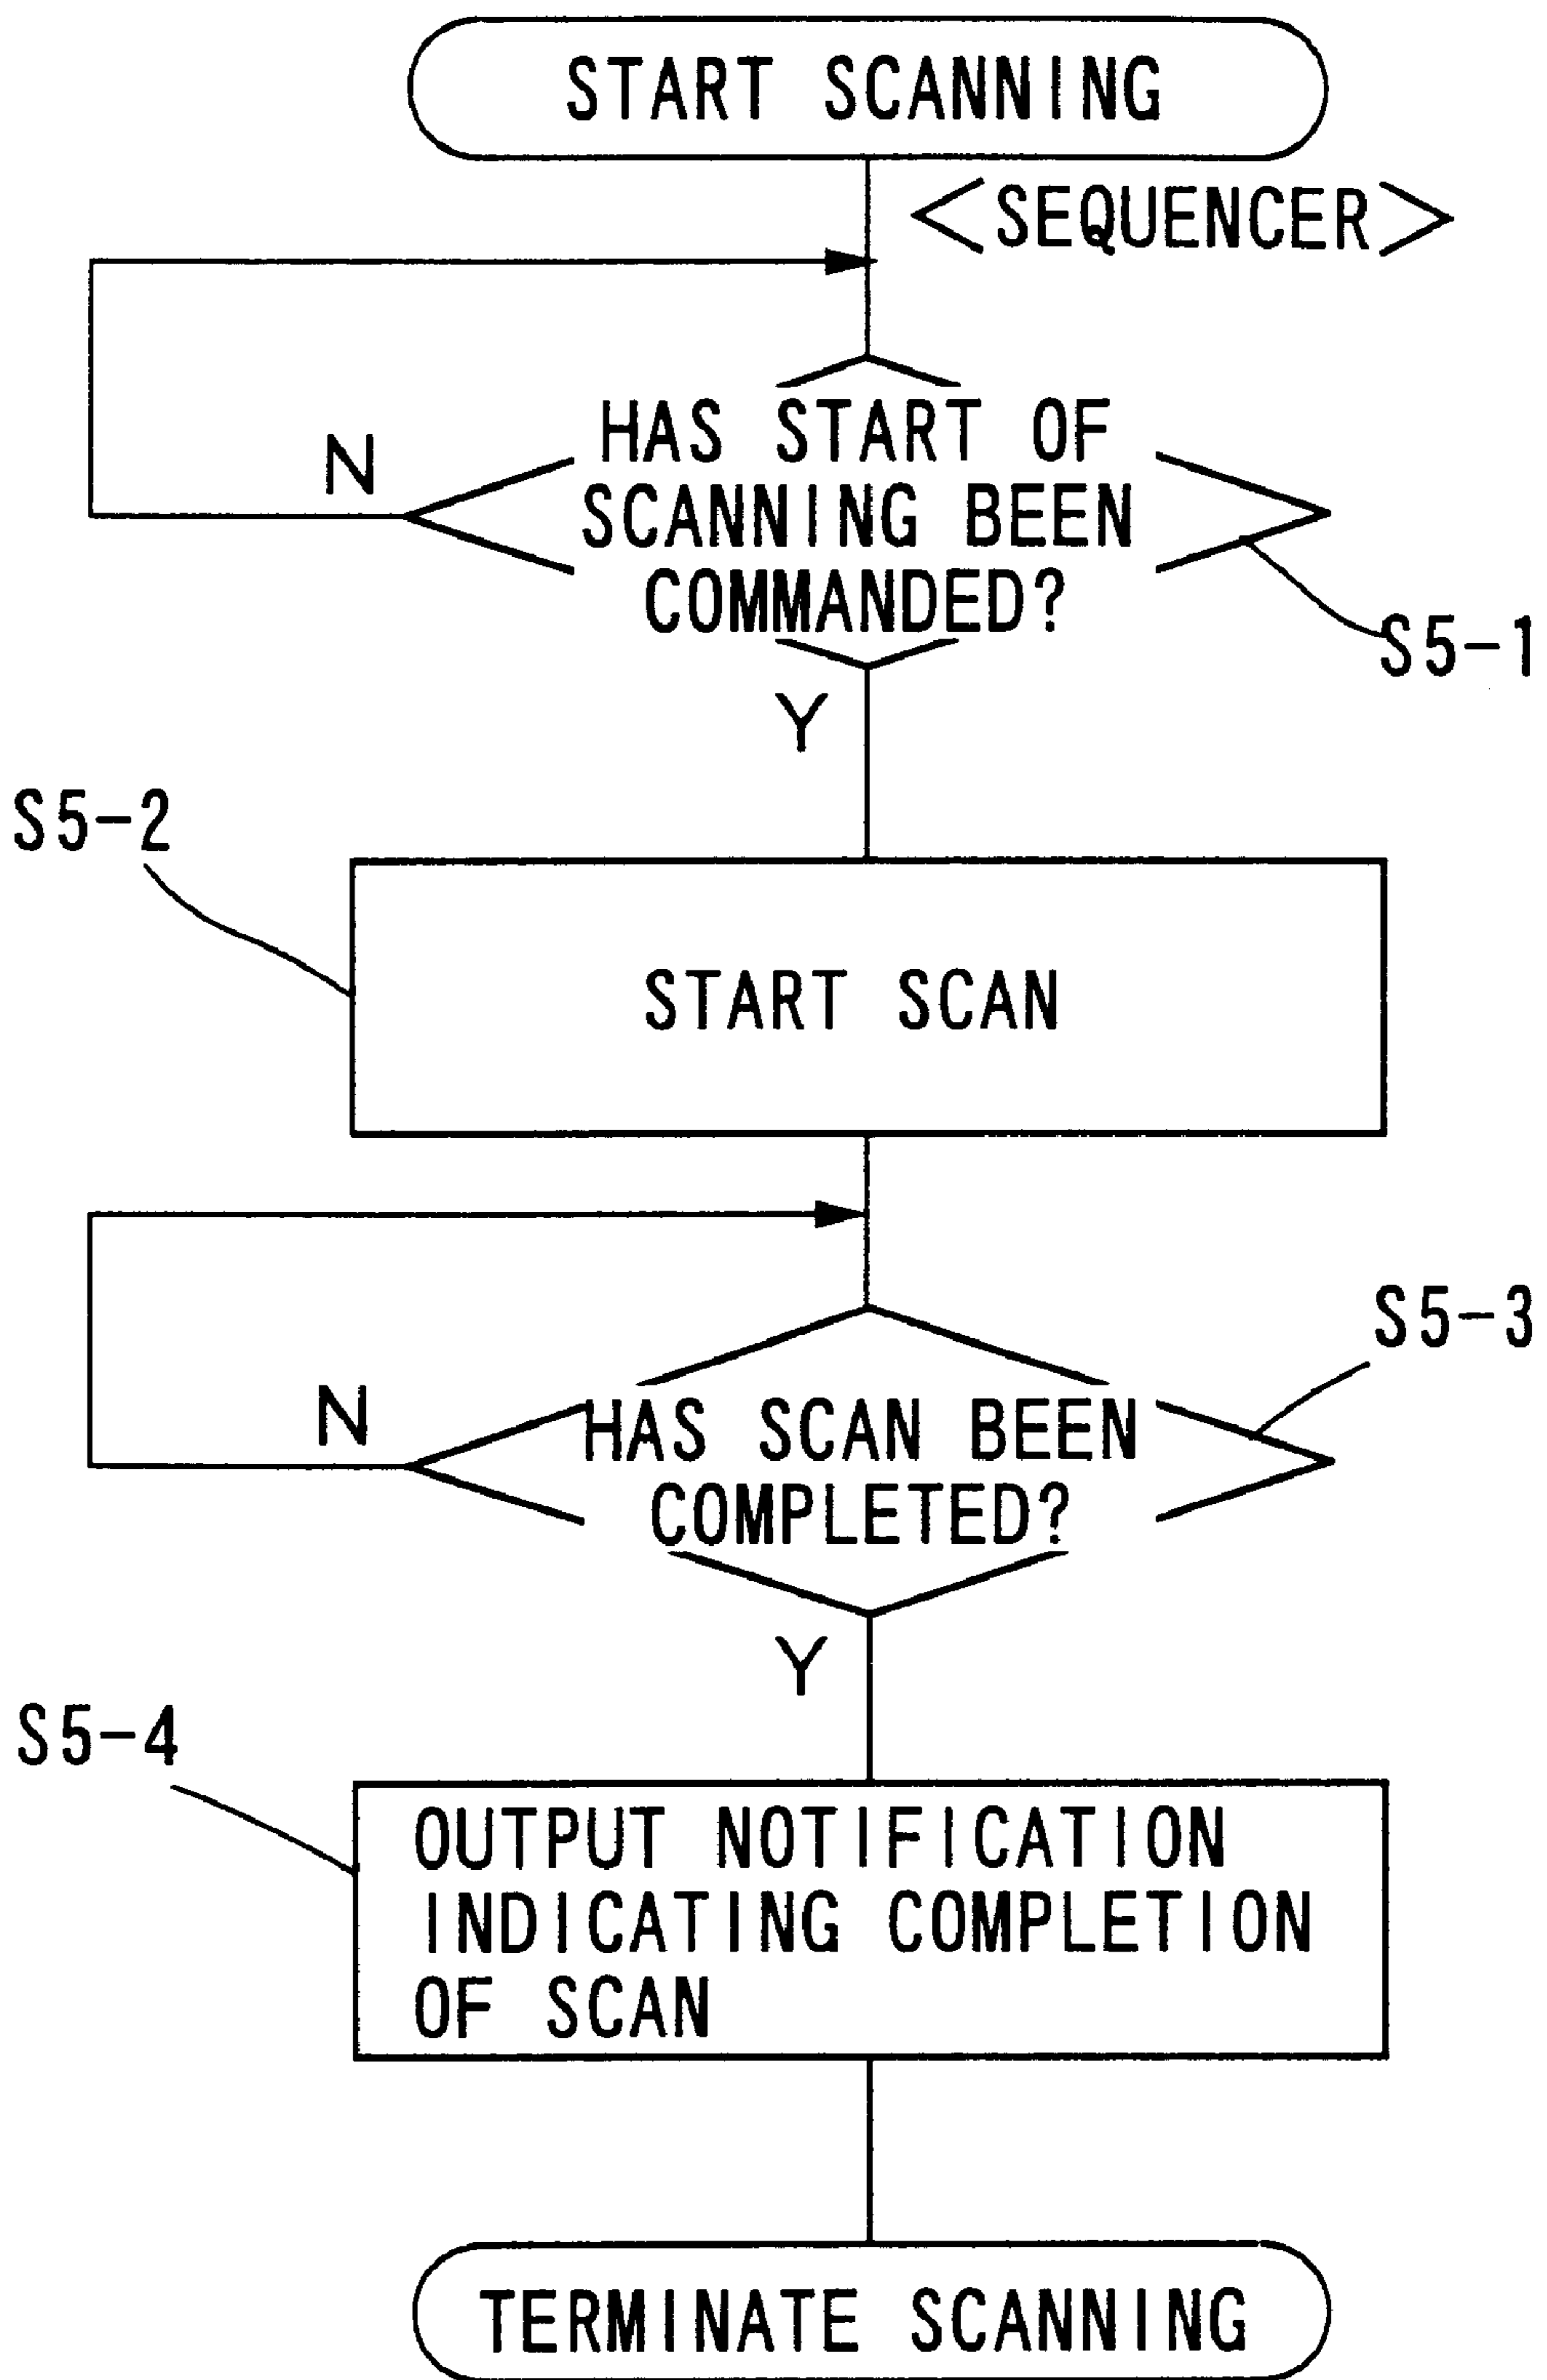 START SCANNING
<SEQUENCER>
HAS START OF
SCANNING BEEN
COMMANDED?
N
S5-1
Y
S5-2
START SCAN
S5-3
HAS SCAN BEEN
COMPLETED?
N
Y
S5-4
OUTPUT NOTIFICATION
INDICATING COMPLETION
OF SCAN
TERMINATE SCANNING